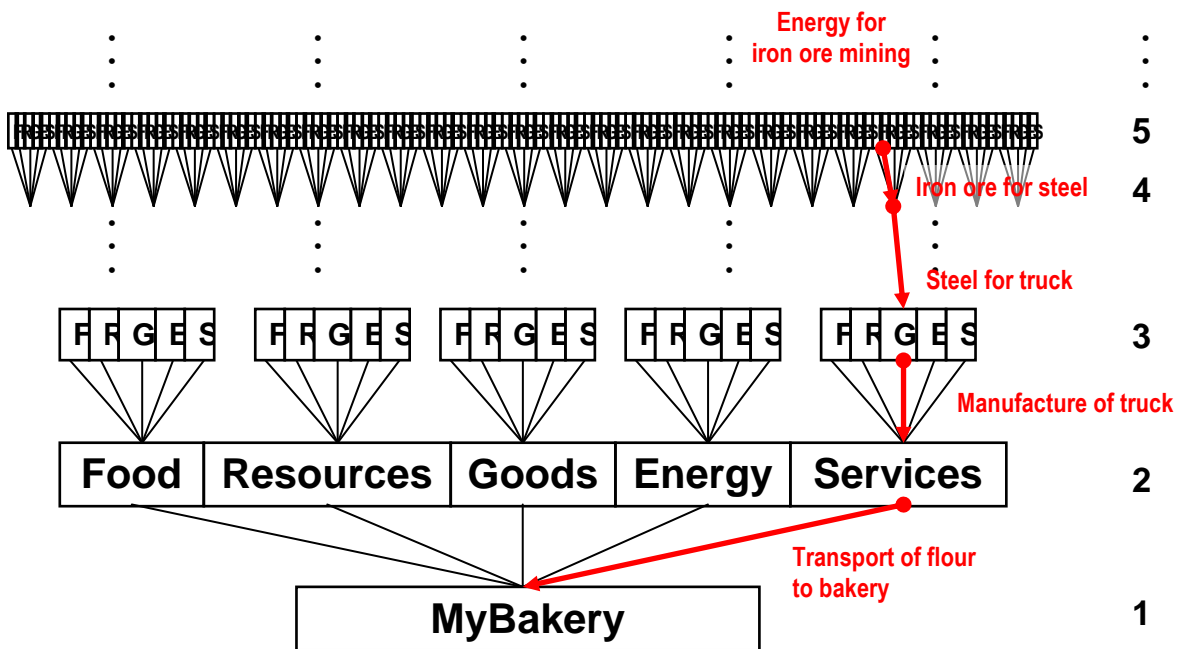 Energy for
iron ore mining
5
Iron ore for steel
4
Steel for truck
F R G E S F R G E S F R G E S F R G E S F R G E S
3
Manufacture of truck
Food Resources Goods Energy Services
2
Transport of flour
to bakery
MyBakery
1